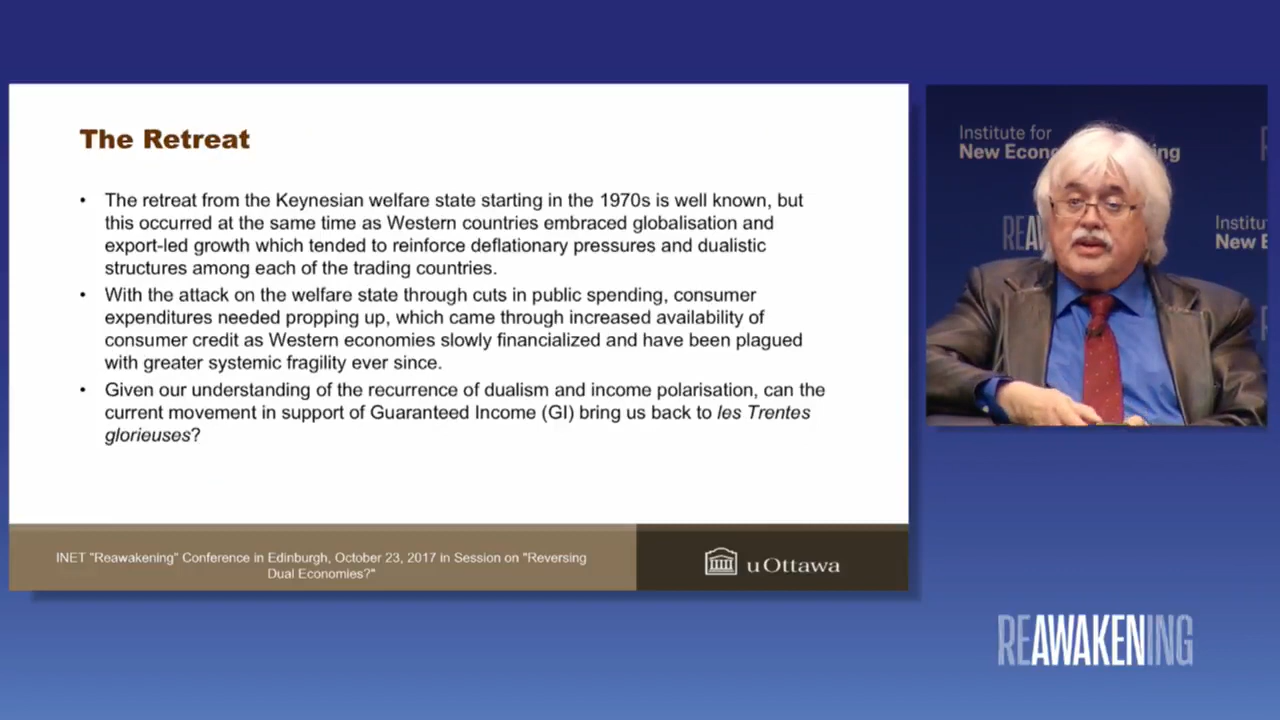 The Retreat
• The retreat from the Keynesian welfare state starting in the 1970s is well known, but
this occurred at the same time as Western countries embraced globalisation and
export-led growth which tended to reinforce deflationary pressures and dualistic
structures among each of the trading countries.
• With the attack on the welfare state through cuts in public spending, consumer
expenditures needed propping up, which came through increased availability of
consumer credit as Western economies slowly financialized and have been plagued
with greater systemic fragility ever since.
• Given our understanding of the recurrence of dualism and income polarisation, can the
current movement in support of Guaranteed Income (GI) bring us back to les Trentes
glorieuses?
INET "Reawakening" Conference in Edinburgh, October 23, 2017 in Session on "Reversing
Dual Economies?"
uOttawa
Institute for
New Econo
REA
Institu
New E
REAWAKENING